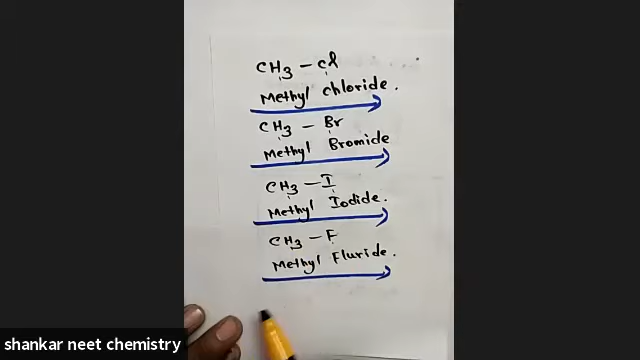 CH3 – Cl
Methyl chloride.
CH3 – Br
Methyl Bromide
CH3 – I
Methyl Iodide.
CH3 – F
Methyl Fluride.
shankar neet chemistry